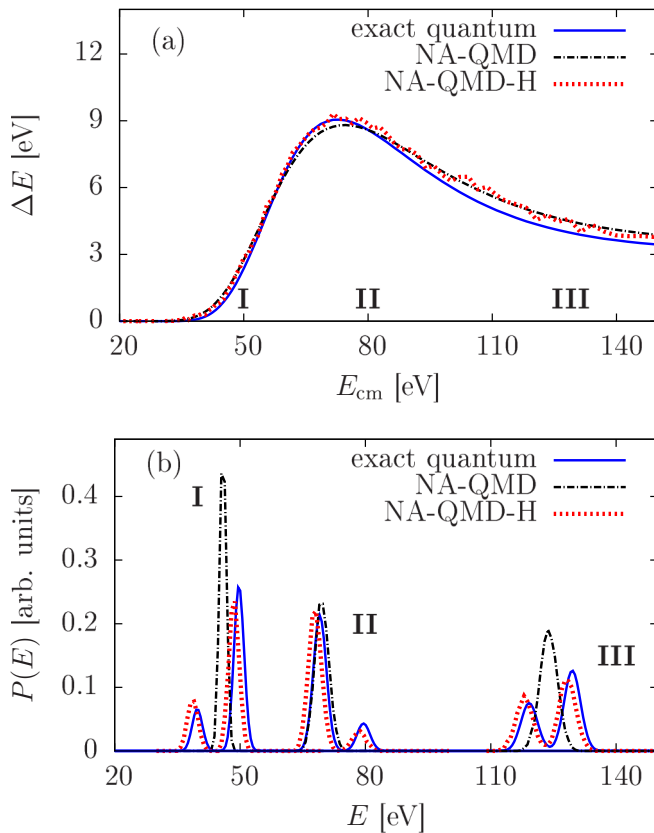 (a)
exact quantum
NA-QMD
NA-QMD-H
12
9
6
3
0
ΔE [eV]
I
II
III
20
50
80
110
140
E_cm [eV]
(b)
exact quantum
NA-QMD
NA-QMD-H
0.4
0.3
0.2
0.1
0
P(E) [arb. units]
I
II
III
20
50
80
110
140
E [eV]